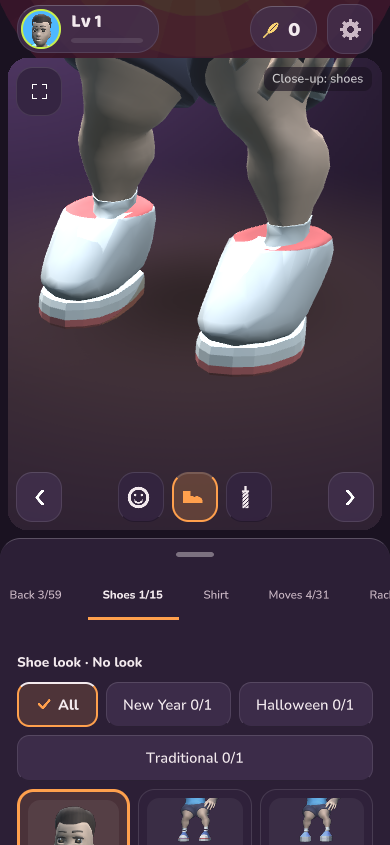 Lv 1
0
Close-up: shoes
Back 3/59
Shoes 1/15
Shirt
Moves 4/31
Shoe look · No look
All
New Year 0/1
Halloween 0/1
Traditional 0/1